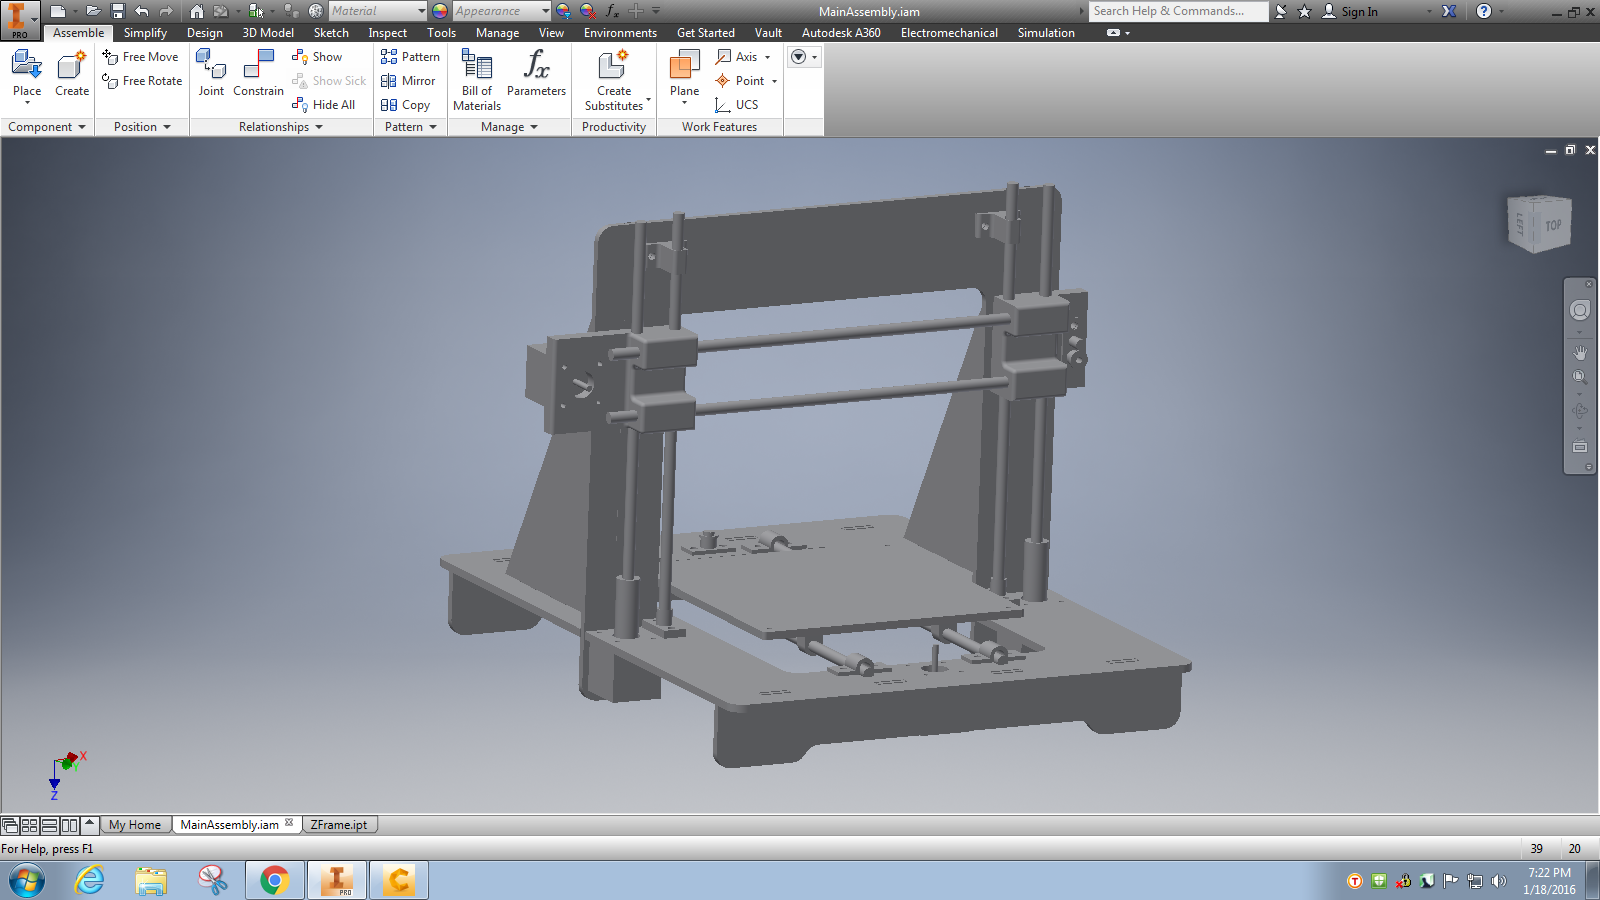 Material
Appearance
MainAssembly.iam
Search Help & Commands...
Sign In
PRO
Assemble
Simplify
Design
3D Model
Sketch
Inspect
Tools
Manage
View
Environments
Get Started
Vault
Autodesk A360
Electromechanical
Simulation
Place
Create
Free Move
Free Rotate
Joint
Constrain
Show
Show Sick
Hide All
Pattern
Mirror
Copy
Bill of
Materials
fx
Parameters
Create
Substitutes
Plane
Axis
Point
UCS
Component
Position
Relationships
Pattern
Manage
Productivity
Work Features
LEFT
TOP
X
Y
Z
My Home
MainAssembly.iam
ZFrame.ipt
For Help, press F1
39
20
PRO
7:22 PM
1/18/2016